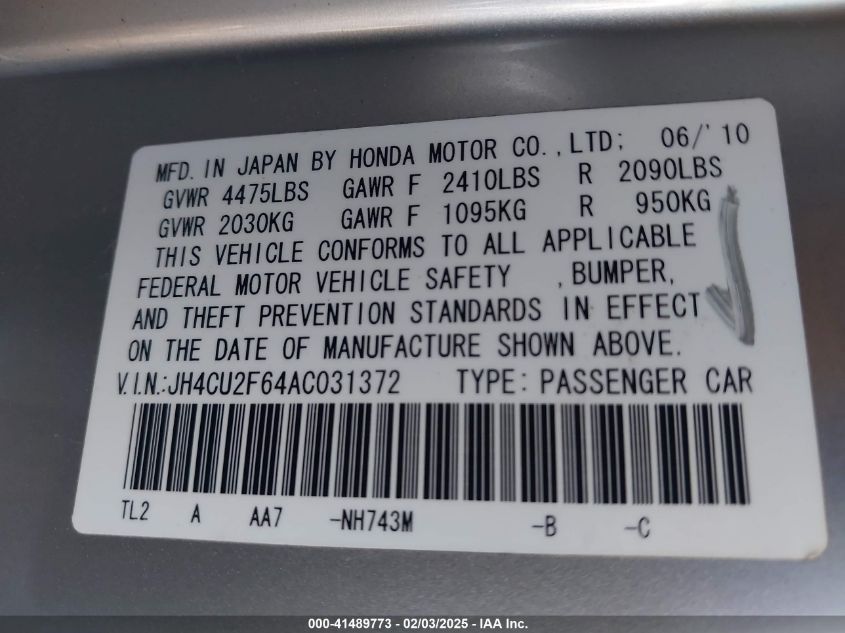 MFD. IN JAPAN BY HONDA MOTOR CO., LTD; 06/'10
GVWR 4475LBS GAWR F 2410LBS R 2090LBS
GVWR 2030KG GAWR F 1095KG R 950KG
THIS VEHICLE CONFORMS TO ALL APPLICABLE
FEDERAL MOTOR VEHICLE SAFETY , BUMPER,
AND THEFT PREVENTION STANDARDS IN EFFECT
ON THE DATE OF MANUFACTURE SHOWN ABOVE.
V.I.N.:JH4CU2F64AC031372 TYPE: PASSENGER CAR
TL2 A AA7 -NH743M -B -C
000-41489773 - 02/03/2025 - IAA Inc.